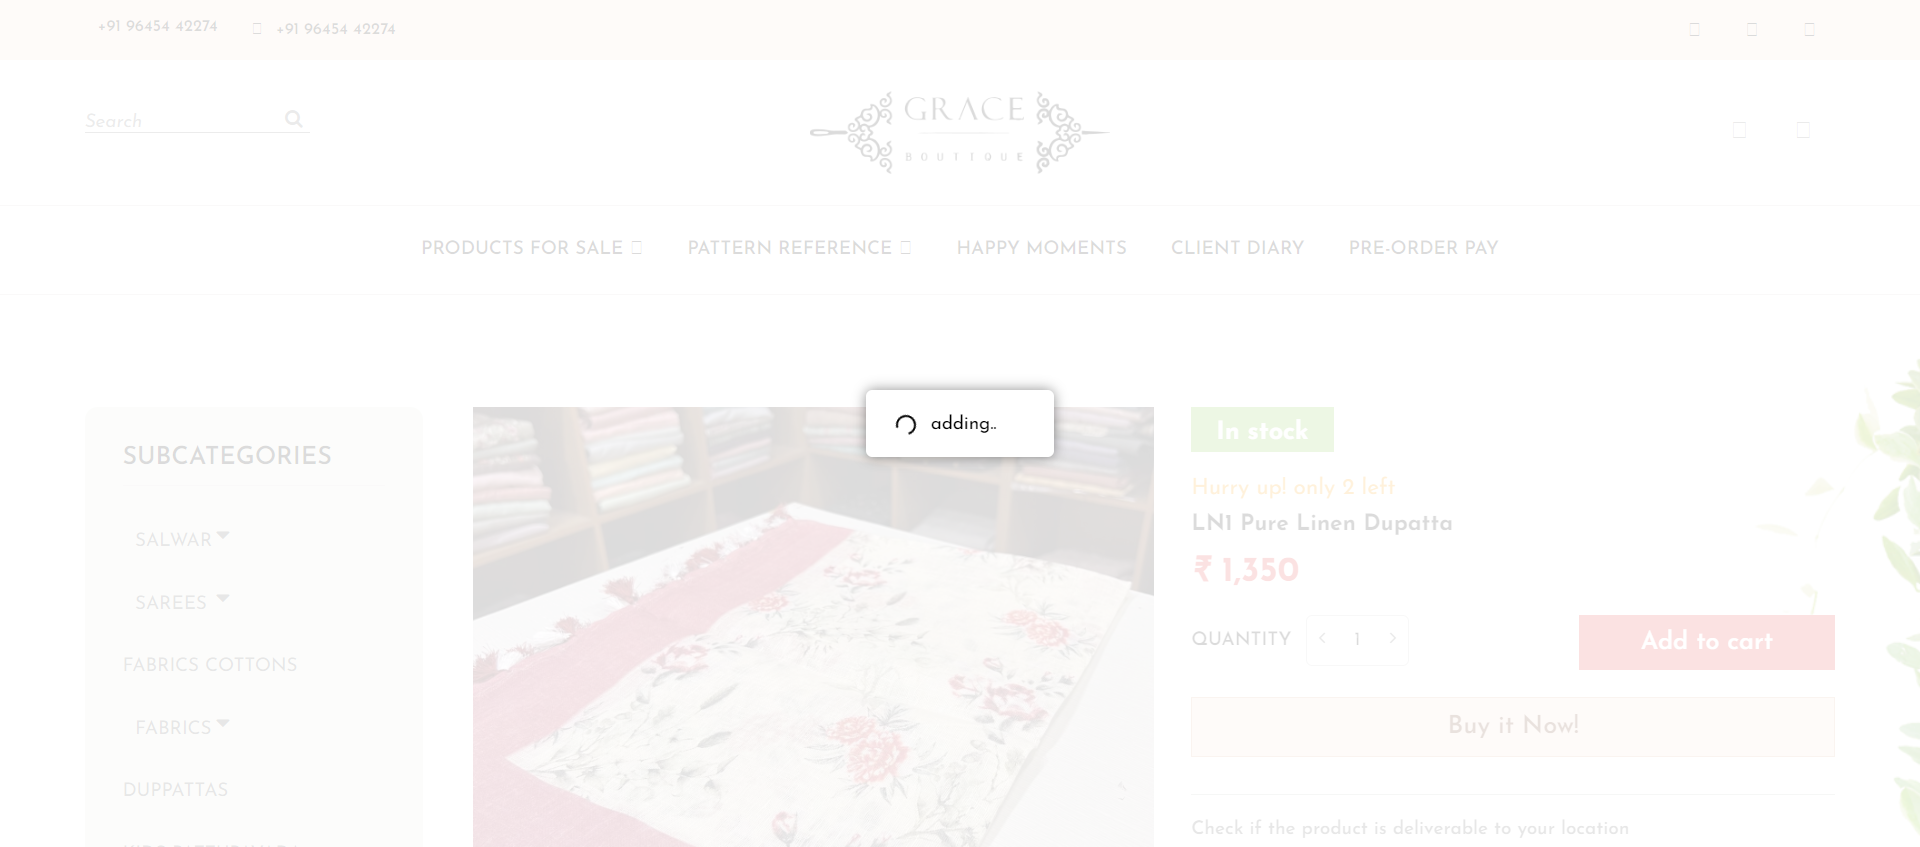 +91 96454 42274
+91 96454 42274
Search
GRACE
BOUTIQUE
PRODUCTS FOR SALE
PATTERN REFERENCE
HAPPY MOMENTS
CLIENT DIARY
PRE-ORDER PAY
adding..
SUBCATEGORIES
SALWAR
SAREES
FABRICS COTTONS
FABRICS
DUPPATTAS
In stock
Hurry up! only 2 left
LN1 Pure Linen Dupatta
₹ 1,350
QUANTITY
1
Add to cart
Buy it Now!
Check if the product is deliverable to your location